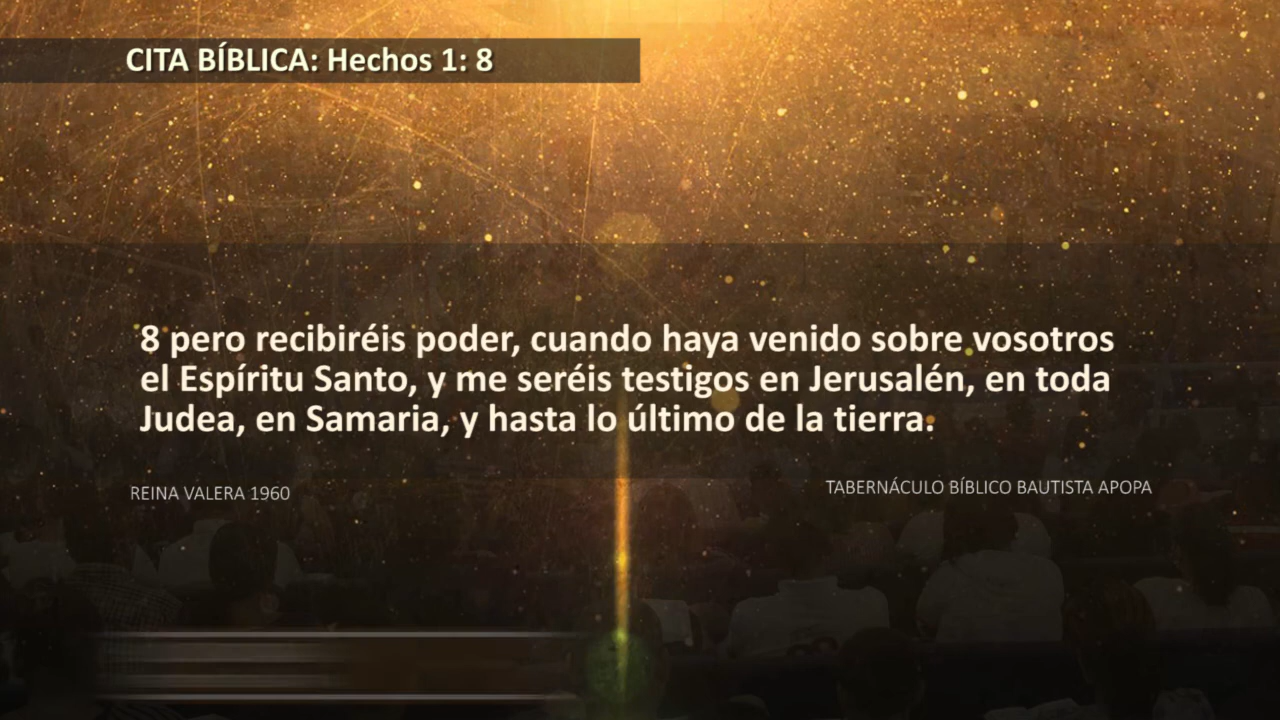 CITA BÍBLICA: Hechos 1: 8
8 pero recibiréis poder, cuando haya venido sobre vosotros
el Espíritu Santo, y me seréis testigos en Jerusalén, en toda
Judea, en Samaria, y hasta lo último de la tierra.
REINA VALERA 1960
TABERNÁCULO BÍBLICO BAUTISTA APOPA